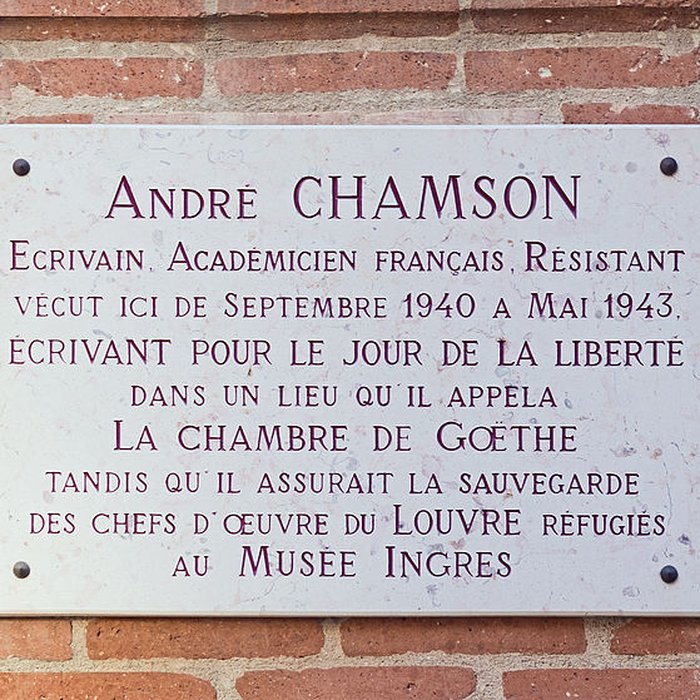 André CHAMSON
Ecrivain, Académicien français, Résistant
vécut ici de Septembre 1940 a Mai 1943,
écrivant pour le jour de la liberté
dans un lieu qu'il appela
La chambre de Gœthe
tandis qu'il assurait la sauvegarde
des chefs d'œuvre du Louvre réfugiés
au Musée Ingres